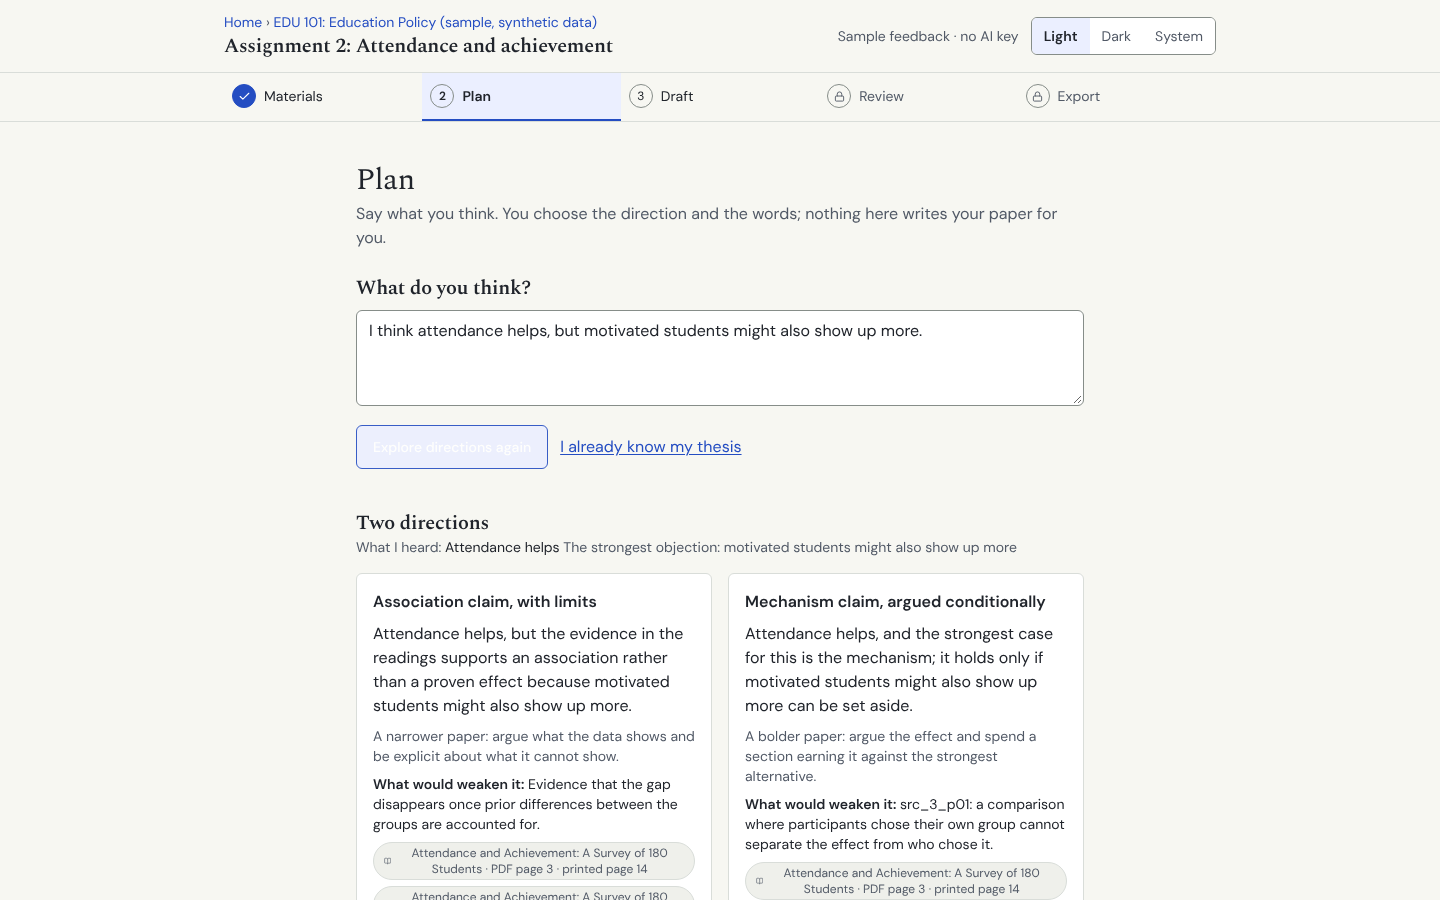 Home › EDU 101: Education Policy (sample, synthetic data)
Assignment 2: Attendance and achievement
Sample feedback · no AI key
Light
Dark
System
Materials
2
Plan
3
Draft
Review
Export
Plan
Say what you think. You choose the direction and the words; nothing here writes your paper for
you.
What do you think?
I think attendance helps, but motivated students might also show up more.
Explore directions again
I already know my thesis
Two directions
What I heard: Attendance helps The strongest objection: motivated students might also show up more
Association claim, with limits
Attendance helps, but the evidence in the
readings supports an association rather
than a proven effect because motivated
students might also show up more.
A narrower paper: argue what the data shows and
be explicit about what it cannot show.
What would weaken it: Evidence that the gap
disappears once prior differences between the
groups are accounted for.
Attendance and Achievement: A Survey of 180
Students · PDF page 3 · printed page 14
Attendance and Achievement: A Survey of 180
Mechanism claim, argued conditionally
Attendance helps, and the strongest case
for this is the mechanism; it holds only if
motivated students might also show up
more can be set aside.
A bolder paper: argue the effect and spend a
section earning it against the strongest
alternative.
What would weaken it: src_3_p01: a comparison
where participants chose their own group cannot
separate the effect from who chose it.
Attendance and Achievement: A Survey of 180
Students · PDF page 3 · printed page 14